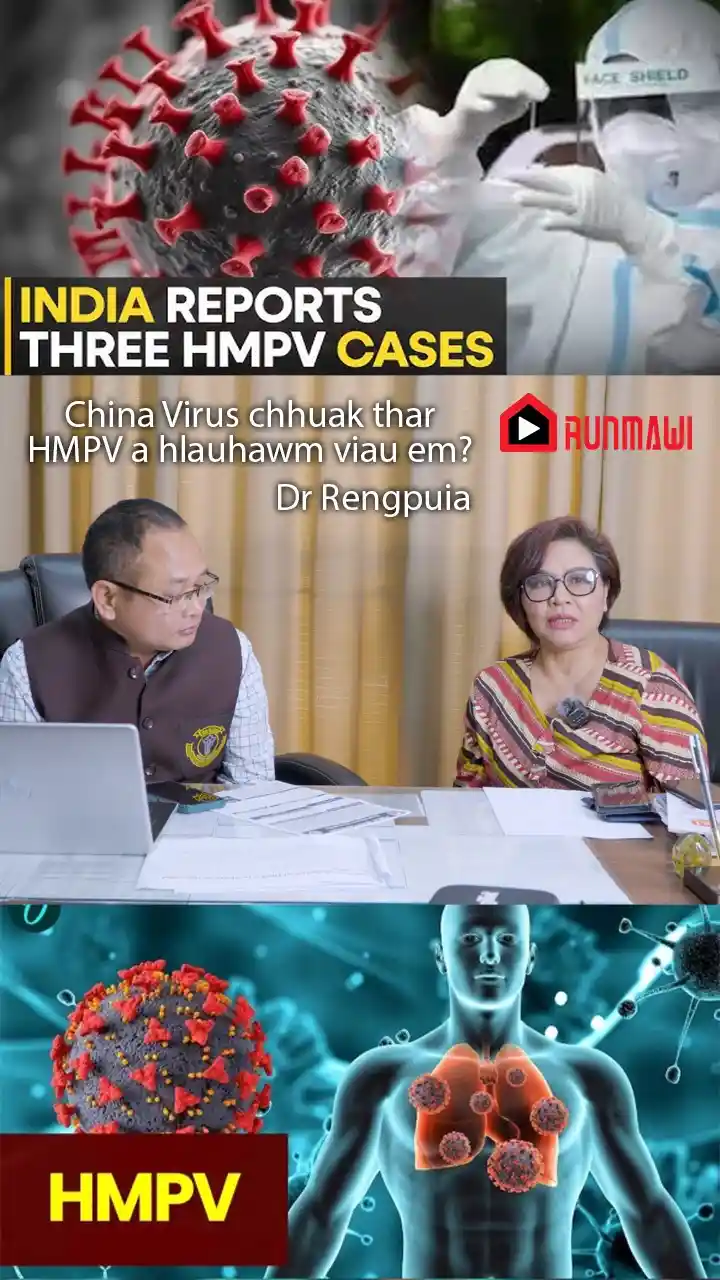 FACE SHIELD
INDIA REPORTS
THREE HMPV CASES
China Virus chhuak thar
HMPV a hlauhawm viau em?
RUNMAWI
Dr Rengpuia
HMPV